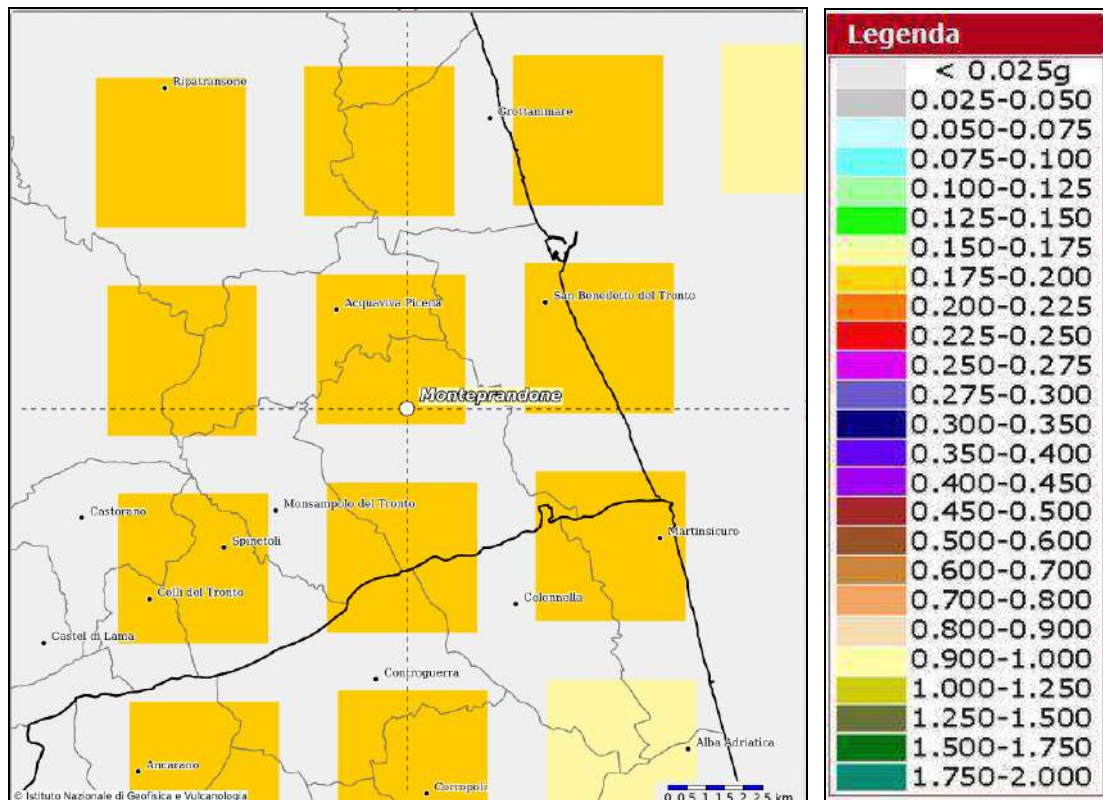 Ripatransone
Grottammare
Acquaviva Picena
San Benedetto del Tronto
Monteprandone
Castorano
Monsampolo del Tronto
Martinsicuro
Spinetoli
Colli del Tronto
Colonnella
Castel di Lama
Controguerra
Alba Adriatica
Ancarano
Corropoli
© Istituto Nazionale di Geofisica e Vulcanologia
0 0.5 1 1.5 2 2.5 km
Legenda
< 0.025g
0.025-0.050
0.050-0.075
0.075-0.100
0.100-0.125
0.125-0.150
0.150-0.175
0.175-0.200
0.200-0.225
0.225-0.250
0.250-0.275
0.275-0.300
0.300-0.350
0.350-0.400
0.400-0.450
0.450-0.500
0.500-0.600
0.600-0.700
0.700-0.800
0.800-0.900
0.900-1.000
1.000-1.250
1.250-1.500
1.500-1.750
1.750-2.000